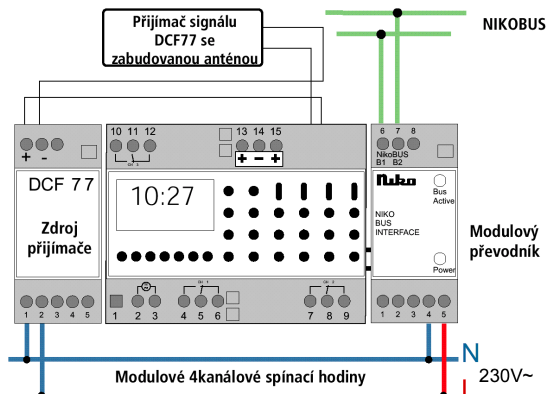 Přijímač signálu
DCF77 se
zabudovanou anténou
NIKOBUS
10 11 12
13 14 15
6 7 8
+ -
+ - +
NikoBUS
B1 B2
DCF 77
10:27
Niko
Bus
Active
Zdroj
přijímače
NIKO
BUS
INTERFACE
Modulový
převodník
Power
1 2 3 4 5
1 2 3 4 5 6 7 8 9
1 2 3 4 5
N
Modulové 4kanálové spínací hodiny
230V~
L